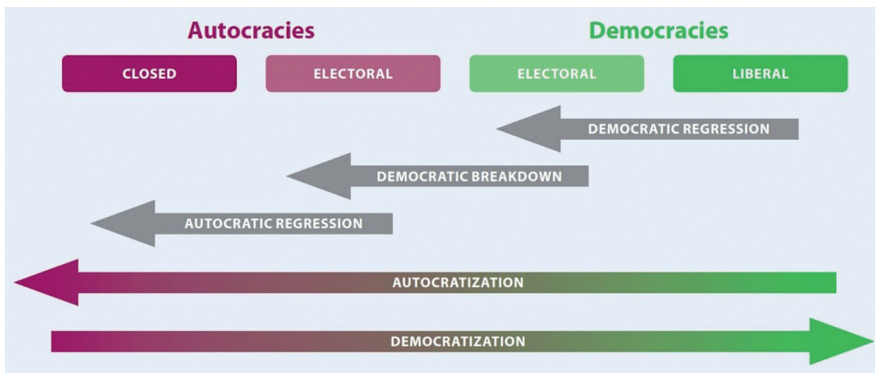 Autocracies Democracies
CLOSED ELECTORAL ELECTORAL LIBERAL
DEMOCRATIC REGRESSION
DEMOCRATIC BREAKDOWN
AUTOCRATIC REGRESSION
AUTOCRATIZATION
DEMOCRATIZATION